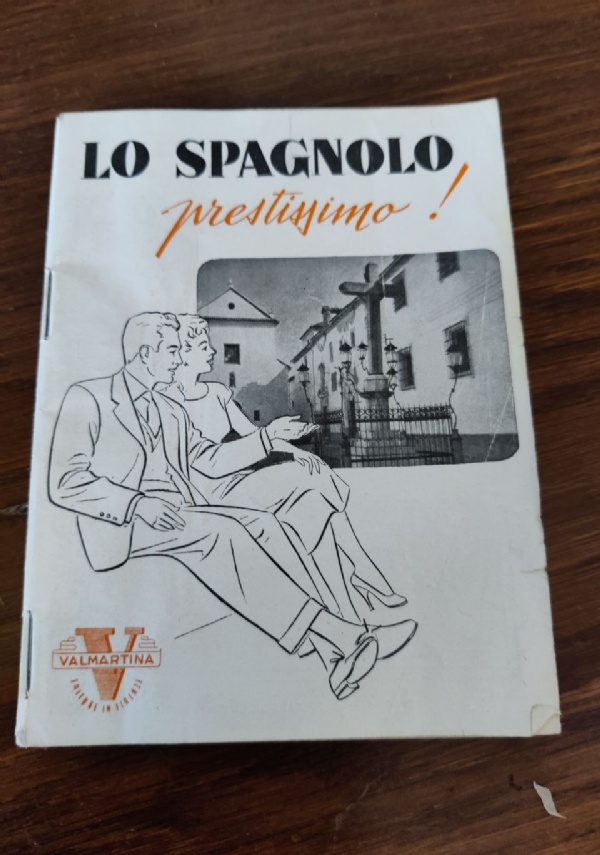 LO SPAGNOLO
prestissimo!
V
VALMARTINA
EDITORE IN FIRENZE